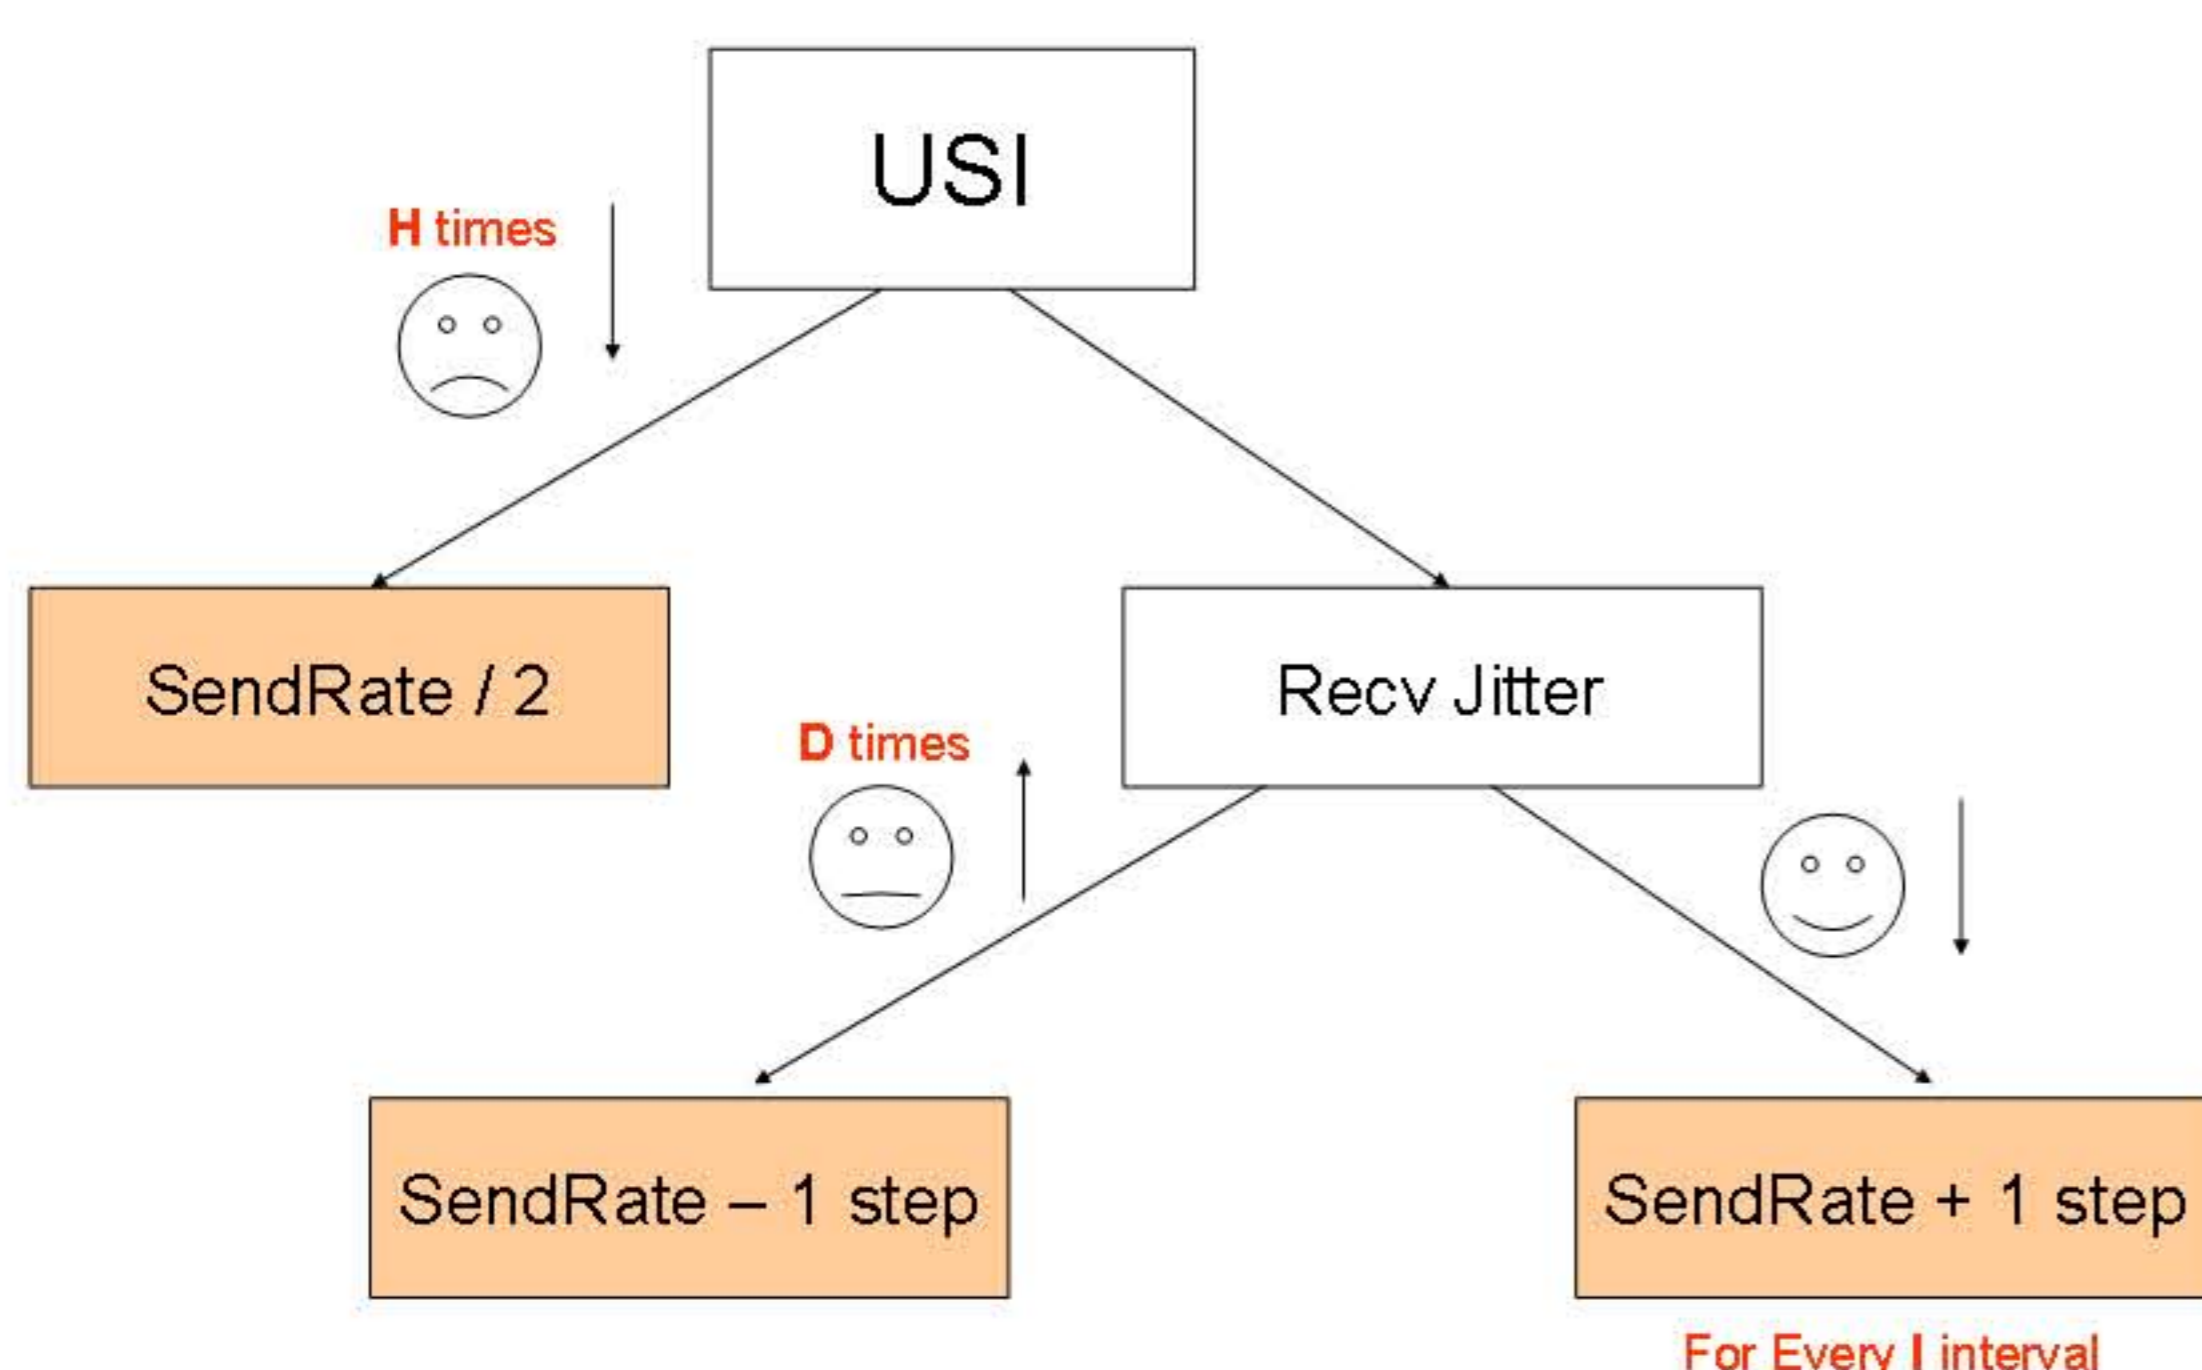 USI
H times
SendRate / 2
Recv Jitter
D times
SendRate – 1 step
SendRate + 1 step
For Every I interval